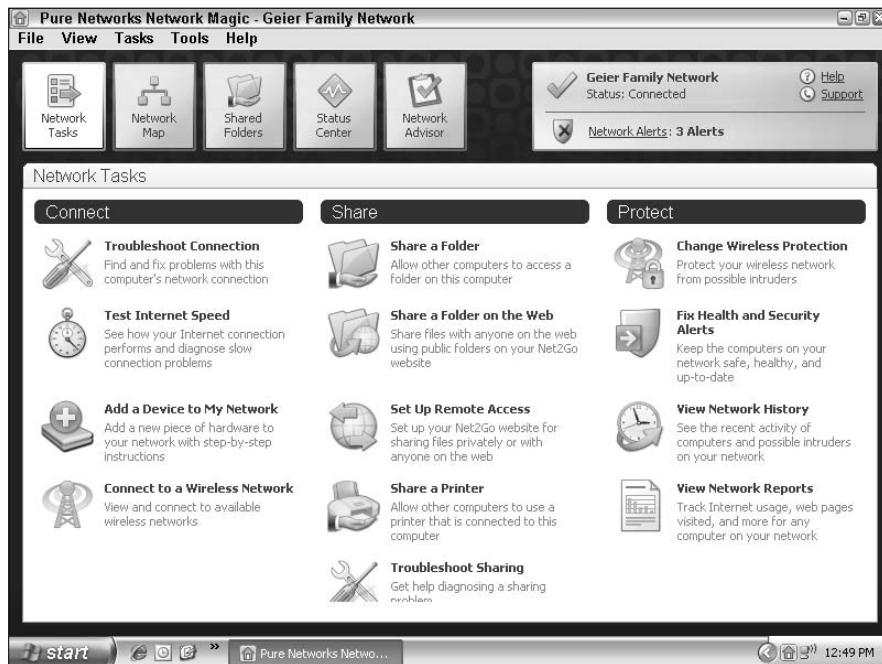 Pure Networks Network Magic - Geier Family Network
File View Tasks Tools Help
Network
Tasks
Network
Map
Shared
Folders
Status
Center
Network
Advisor
Geier Family Network
Status: Connected
Help
Support
Network Alerts: 3 Alerts
Network Tasks
Connect
Troubleshoot Connection
Find and fix problems with this
computer's network connection
Test Internet Speed
See how your Internet connection
performs and diagnose slow
connection problems
Add a Device to My Network
Add a new piece of hardware to
your network with step-by-step
instructions
Connect to a Wireless Network
View and connect to available
wireless networks
Share
Share a Folder
Allow other computers to access a
folder on this computer
Share a Folder on the Web
Share files with anyone on the web
using public folders on your Net2Go
website
Set Up Remote Access
Set up your Net2Go website for
sharing files privately or with
anyone on the web
Share a Printer
Allow other computers to use a
printer that is connected to this
computer
Troubleshoot Sharing
Get help diagnosing a sharing
problem
Protect
Change Wireless Protection
Protect your wireless network
from possible intruders
Fix Health and Security
Alerts
Keep the computers on your
network safe, healthy, and
up-to-date
View Network History
See the recent activity of
computers and possible intruders
on your network
View Network Reports
Track Internet usage, web pages
visited, and more for any
computer on your network
start
»
Pure Networks Netwo...
12:49 PM